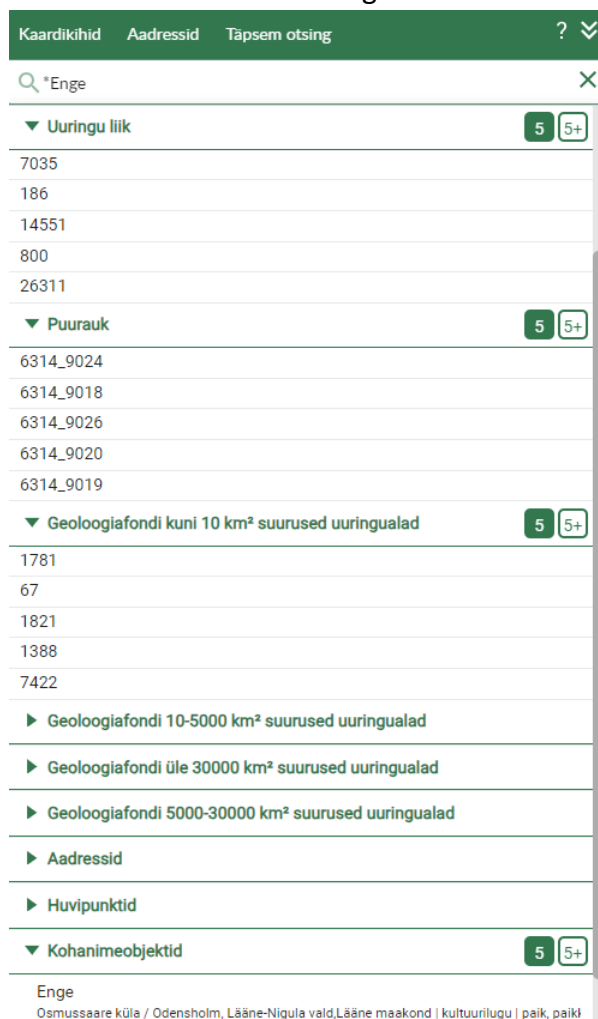 Kaardikihid Aadressid Täpsem otsing ?
*Enge
Uuringu liik 5 5+
7035
186
14551
800
26311
Puurauk 5 5+
6314_9024
6314_9018
6314_9026
6314_9020
6314_9019
Geoloogiafondi kuni 10 km² suurused uuringualad 5 5+
1781
67
1821
1388
7422
Geoloogiafondi 10-5000 km² suurused uuringualad
Geoloogiafondi üle 30000 km² suurused uuringualad
Geoloogiafondi 5000-30000 km² suurused uuringualad
Aadressid
Huvipunktid
Kohanimeobjektid 5 5+
Enge
Osmussaare küla / Odensholm, Lääne-Nigula vald,Lääne maakond | kultuurilugu | paik,